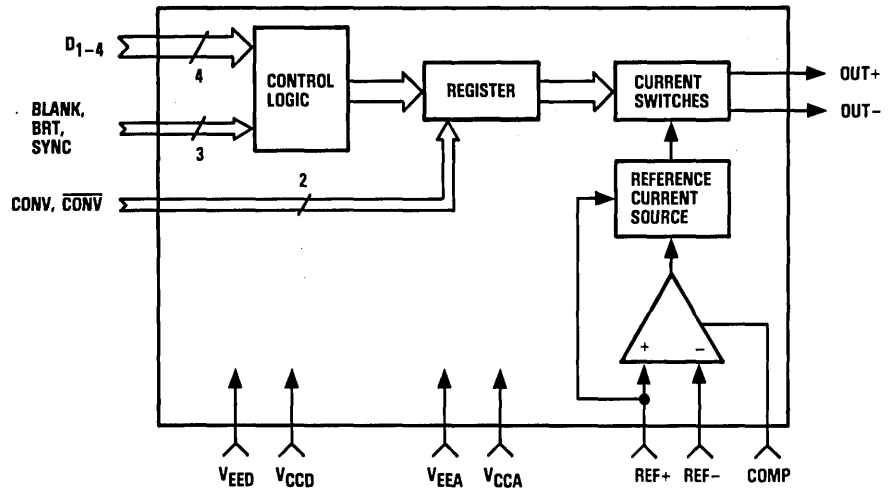 D1–4
4
BLANK,
BRT,
SYNC
3
CONV, C̅O̅N̅V̅
2
CONTROL
LOGIC
REGISTER
CURRENT
SWITCHES
OUT+
OUT–
REFERENCE
CURRENT
SOURCE
+ –
VEED VCCD VEEA VCCA REF+ REF– COMP